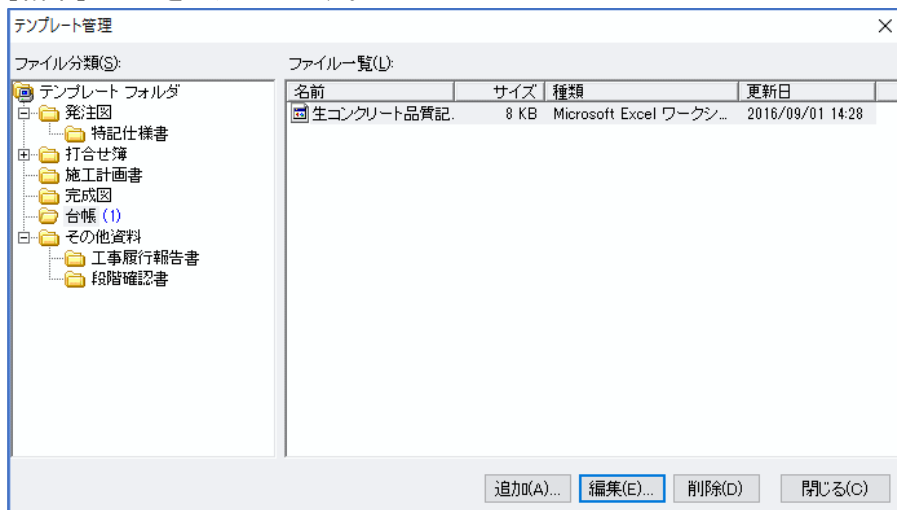 テンプレート管理
ファイル分類(S):
ファイル一覧(L):
テンプレート フォルダ
発注図
特記仕様書
打合せ簿
施工計画書
完成図
台帳 (1)
その他資料
工事履行報告書
段階確認書
名前 サイズ 種類 更新日
生コンクリート品質記. 8 KB Microsoft Excel ワークシ... 2016/09/01 14:28
追加(A)... 編集(E)... 削除(D) 閉じる(C)